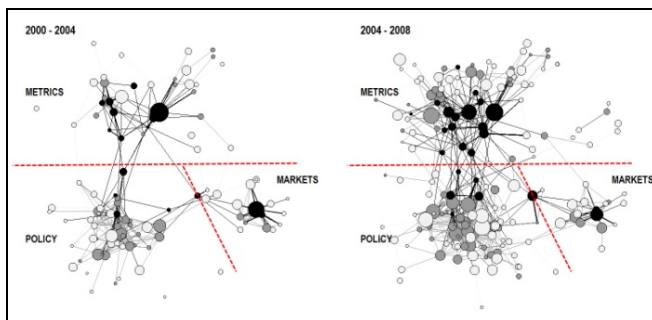 2000 - 2004
METRICS
MARKETS
POLICY
2004 - 2008
METRICS
MARKETS
POLICY